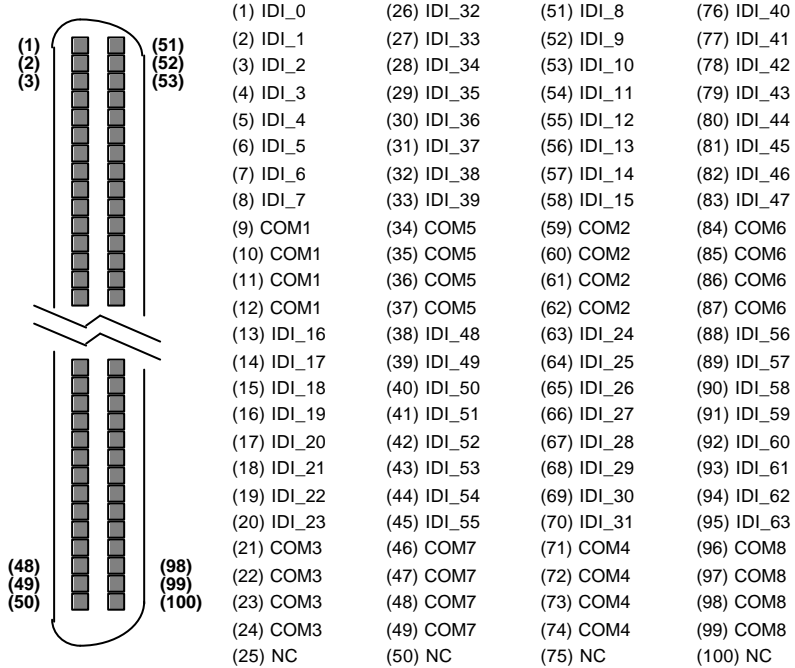 (1) (51)
(2) (52)
(3) (53)
(48) (98)
(49) (99)
(50) (100)
(1) IDI_0 (26) IDI_32 (51) IDI_8 (76) IDI_40
(2) IDI_1 (27) IDI_33 (52) IDI_9 (77) IDI_41
(3) IDI_2 (28) IDI_34 (53) IDI_10 (78) IDI_42
(4) IDI_3 (29) IDI_35 (54) IDI_11 (79) IDI_43
(5) IDI_4 (30) IDI_36 (55) IDI_12 (80) IDI_44
(6) IDI_5 (31) IDI_37 (56) IDI_13 (81) IDI_45
(7) IDI_6 (32) IDI_38 (57) IDI_14 (82) IDI_46
(8) IDI_7 (33) IDI_39 (58) IDI_15 (83) IDI_47
(9) COM1 (34) COM5 (59) COM2 (84) COM6
(10) COM1 (35) COM5 (60) COM2 (85) COM6
(11) COM1 (36) COM5 (61) COM2 (86) COM6
(12) COM1 (37) COM5 (62) COM2 (87) COM6
(13) IDI_16 (38) IDI_48 (63) IDI_24 (88) IDI_56
(14) IDI_17 (39) IDI_49 (64) IDI_25 (89) IDI_57
(15) IDI_18 (40) IDI_50 (65) IDI_26 (90) IDI_58
(16) IDI_19 (41) IDI_51 (66) IDI_27 (91) IDI_59
(17) IDI_20 (42) IDI_52 (67) IDI_28 (92) IDI_60
(18) IDI_21 (43) IDI_53 (68) IDI_29 (93) IDI_61
(19) IDI_22 (44) IDI_54 (69) IDI_30 (94) IDI_62
(20) IDI_23 (45) IDI_55 (70) IDI_31 (95) IDI_63
(21) COM3 (46) COM7 (71) COM4 (96) COM8
(22) COM3 (47) COM7 (72) COM4 (97) COM8
(23) COM3 (48) COM7 (73) COM4 (98) COM8
(24) COM3 (49) COM7 (74) COM4 (99) COM8
(25) NC (50) NC (75) NC (100) NC